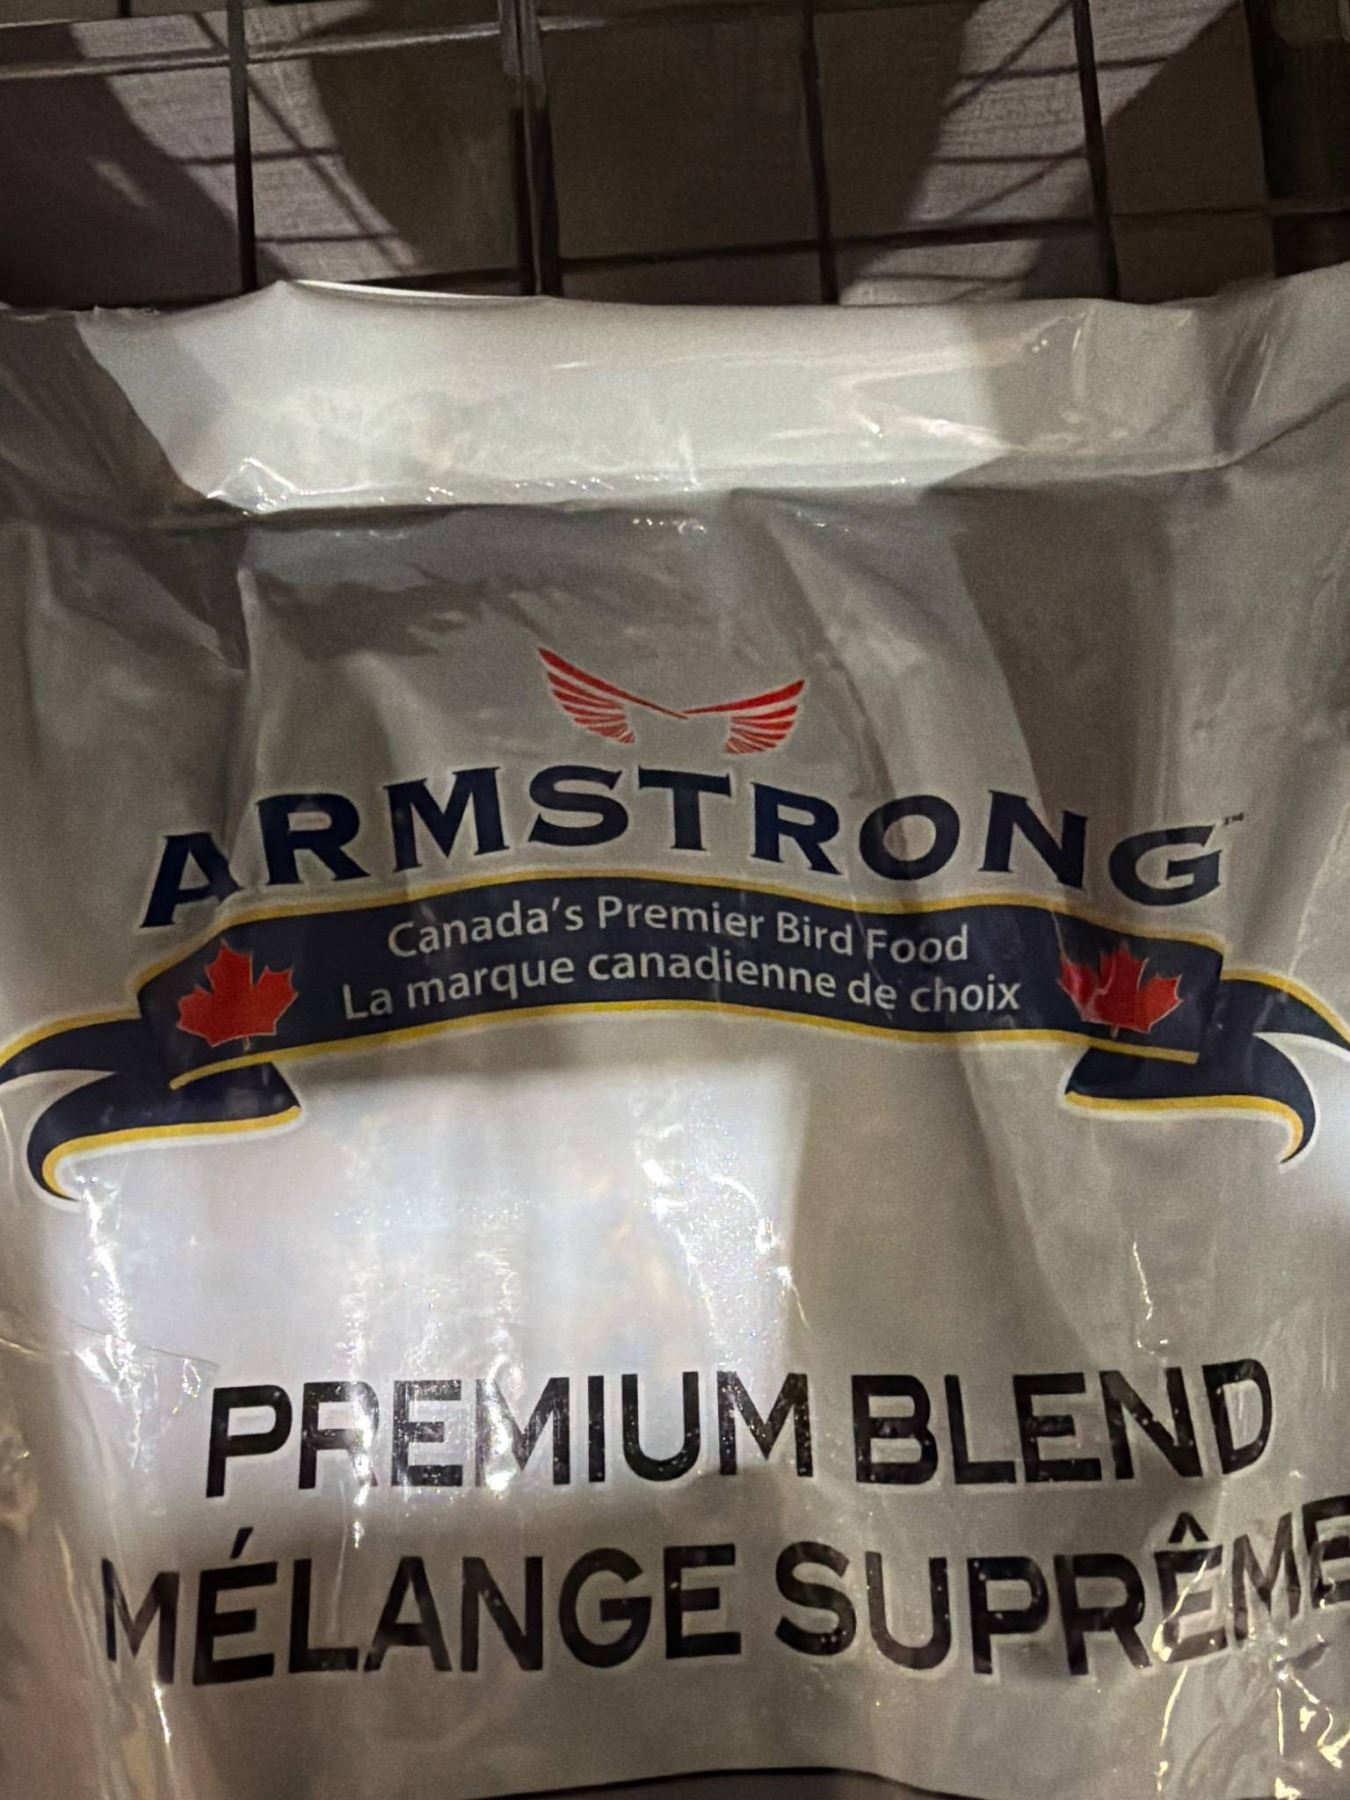 ARMSTRONG™
Canada's Premier Bird Food
La marque canadienne de choix
PREMIUM BLEND
MÉLANGE SUPRÊME